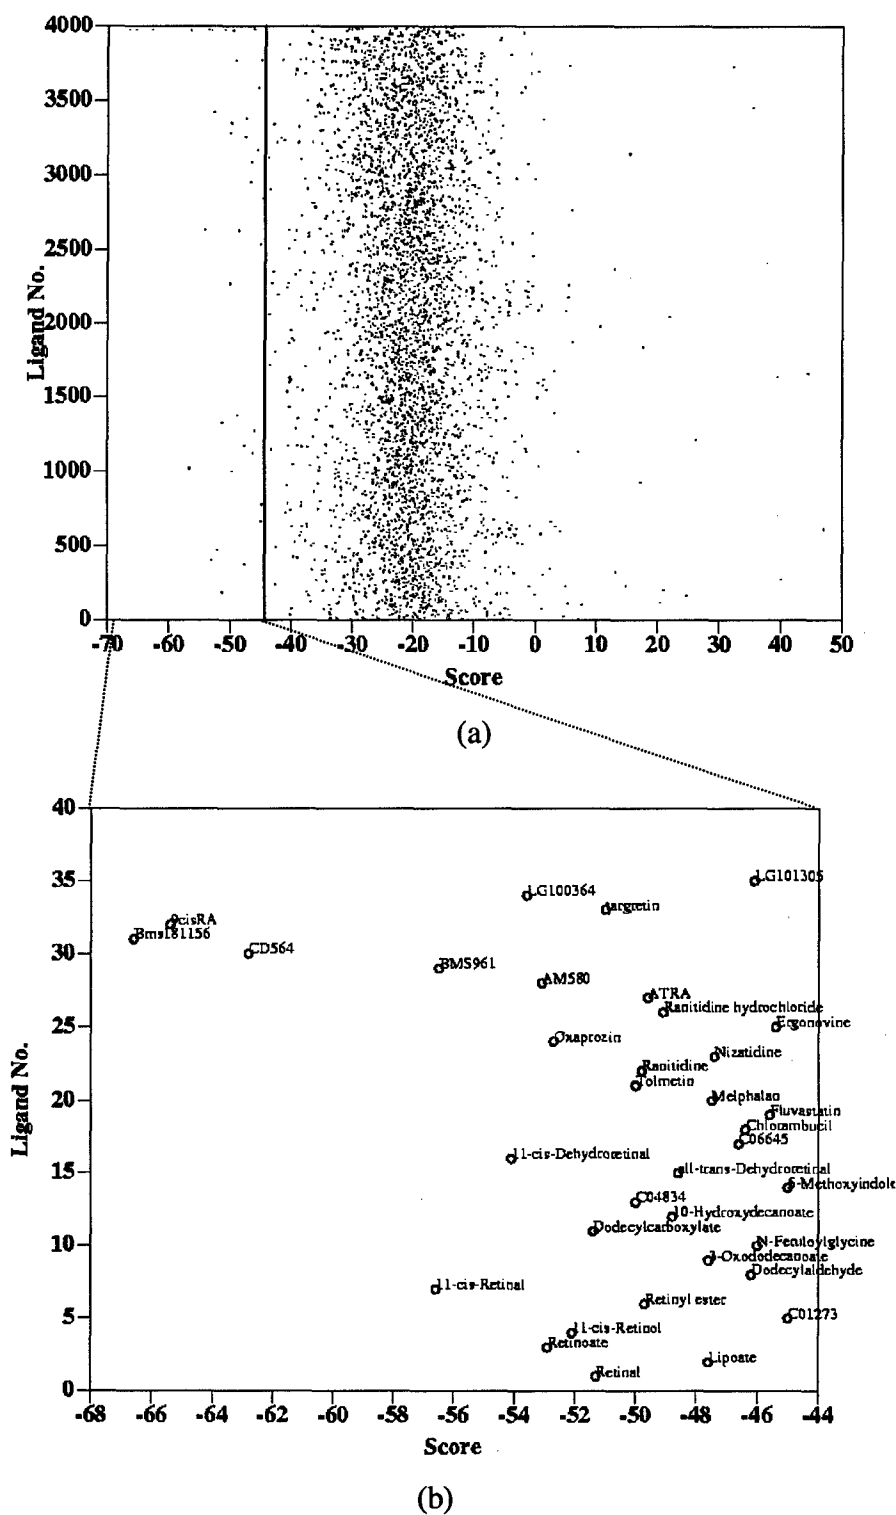 4000
3500
3000
2500
2000
1500
1000
500
0
Ligand No.
-70 -60 -50 -40 -30 -20 -10 0 10 20 30 40 50
Score
(a)
40
35
30
25
20
15
10
5
0
Ligand No.
LG101305
LG100364
targretin
9cisRA
Bms181156
CD564
BMS961
AM580
ATRA
Ranitidine hydrochloride
Ergonovine
Oxaprozin
Nizatidine
Ranitidine
Tolmetin
Melphalan
Fluvastatin
Chlorambucil
C06645
11-cis-Dehydroretinal
all-trans-Dehydroretinal
5-Methoxyindole
C04834
10-Hydroxydecanoate
Dodecylcarboxylate
N-Feruloylglycine
3-Oxododecanoate
Dodecylaldehyde
11-cis-Retinal
Retinyl ester
C01273
11-cis-Retinol
Retinoate
Lipoate
Retinal
-68 -66 -64 -62 -60 -58 -56 -54 -52 -50 -48 -46 -44
Score
(b)